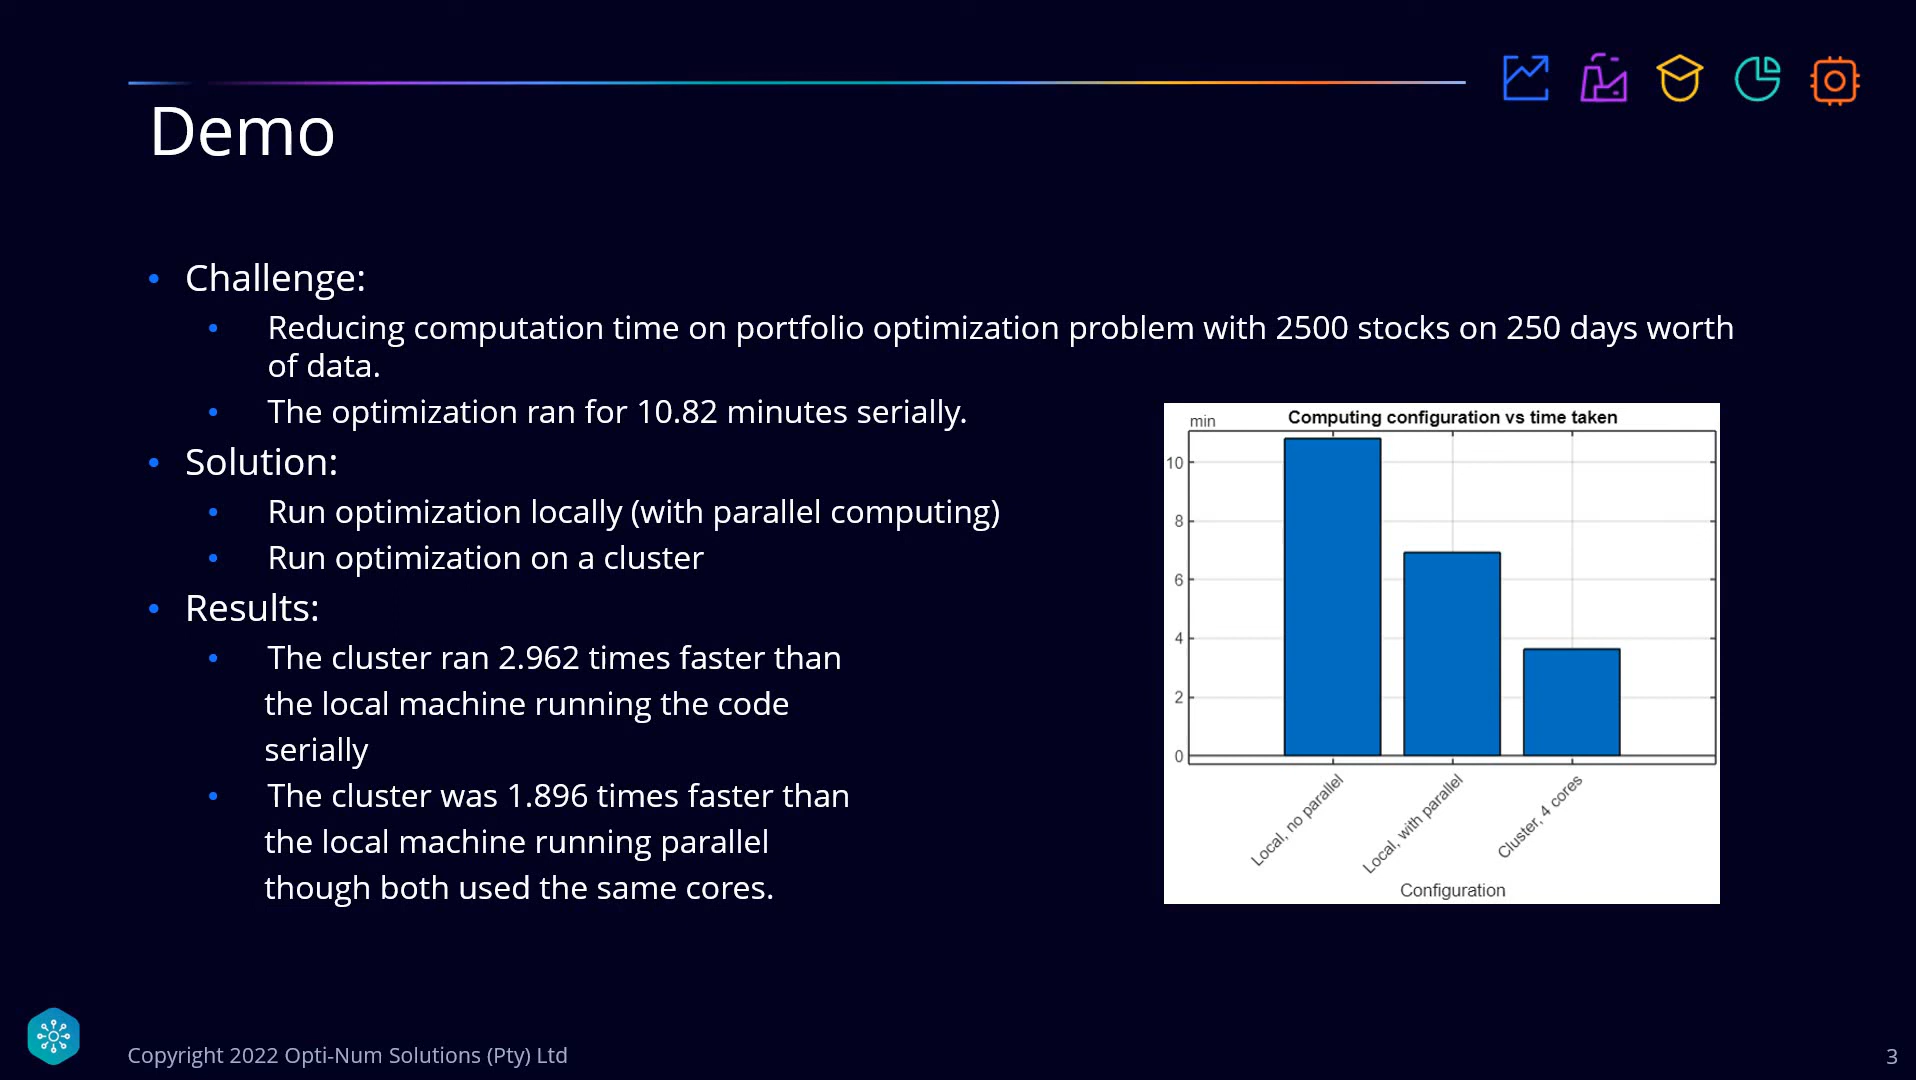 Demo
• Challenge:
• Reducing computation time on portfolio optimization problem with 2500 stocks on 250 days worth
of data.
• The optimization ran for 10.82 minutes serially.
• Solution:
• Run optimization locally (with parallel computing)
• Run optimization on a cluster
• Results:
• The cluster ran 2.962 times faster than
the local machine running the code
serially
• The cluster was 1.896 times faster than
the local machine running parallel
though both used the same cores.
min
Computing configuration vs time taken
10
8
6
4
2
0
Local, no parallel
Local, with parallel
Cluster, 4 cores
Configuration
Copyright 2022 Opti-Num Solutions (Pty) Ltd
3